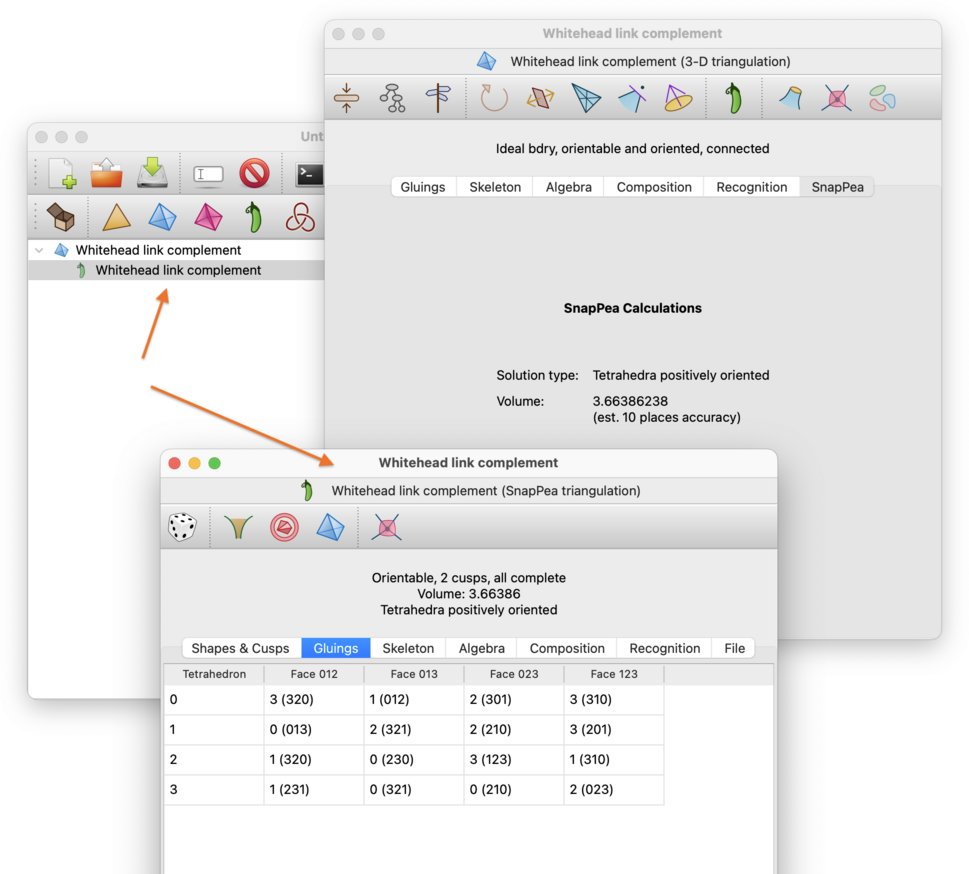 Whitehead link complement
Whitehead link complement (3-D triangulation)
Ideal bdry, orientable and oriented, connected
Gluings Skeleton Algebra Composition Recognition SnapPea
SnapPea Calculations
Solution type: Tetrahedra positively oriented
Volume: 3.66386238
(est. 10 places accuracy)
Unt
>_
Whitehead link complement
Whitehead link complement
Whitehead link complement
Whitehead link complement (SnapPea triangulation)
Orientable, 2 cusps, all complete
Volume: 3.66386
Tetrahedra positively oriented
Shapes & Cusps Gluings Skeleton Algebra Composition Recognition File
Tetrahedron Face 012 Face 013 Face 023 Face 123
0 3 (320) 1 (012) 2 (301) 3 (310)
1 0 (013) 2 (321) 2 (210) 3 (201)
2 1 (320) 0 (230) 3 (123) 1 (310)
3 1 (231) 0 (321) 0 (210) 2 (023)